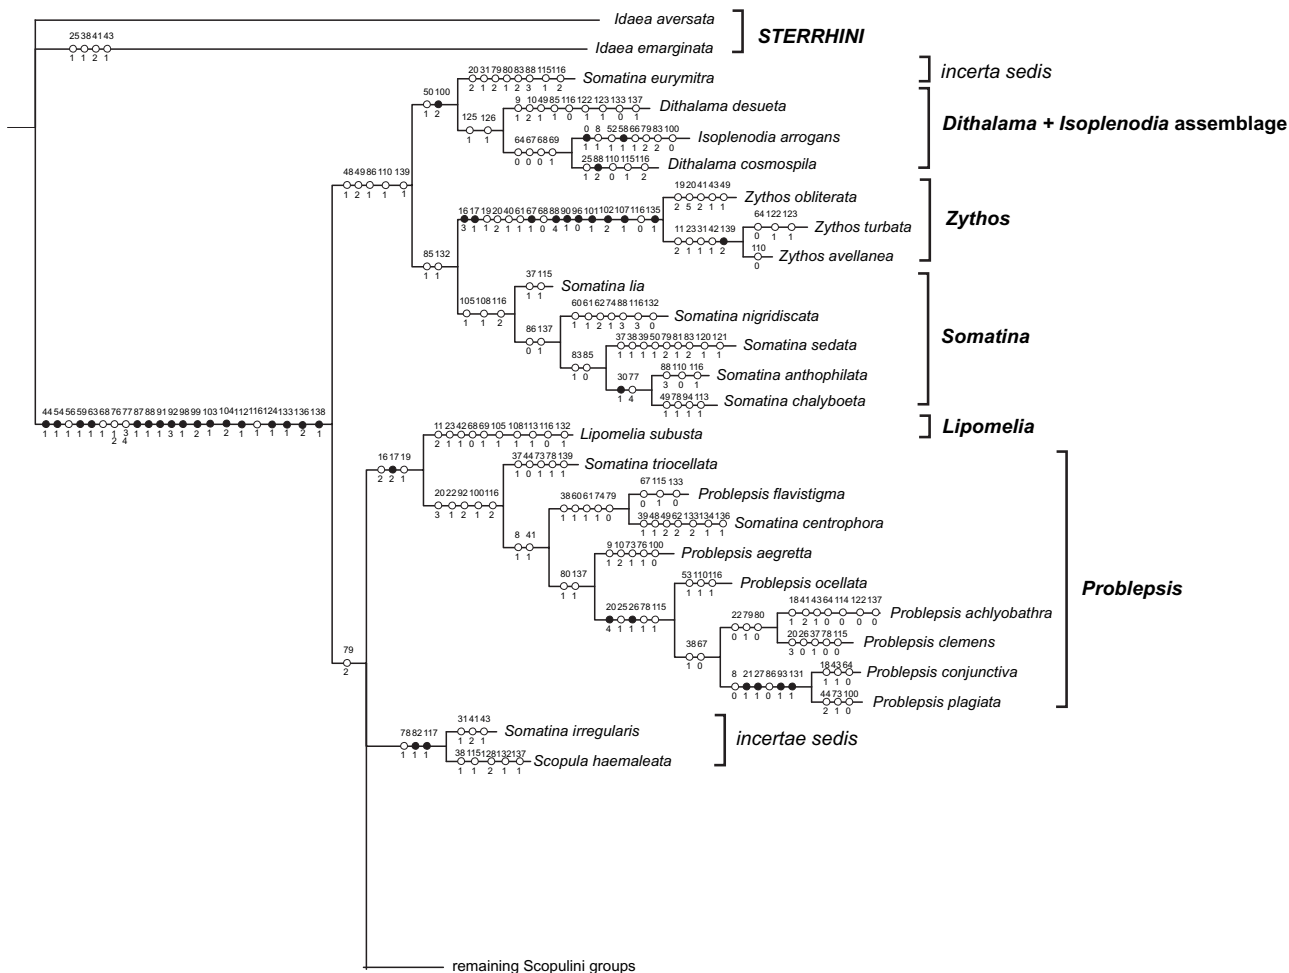 Idaea aversata
25 38 41 43
1 1 2 1
Idaea emarginata
STERRHINI
20 31 79 80 83 88 115 116
2 1 2 1 2 3 1 2
Somatina eurymitra
incerta sedis
50 100
1 2
9 10 49 85 116 122 123 133 137
1 2 1 1 0 1 1 0 1
Dithalama desueta
125 126
1 1
0 8 52 58 66 79 83 100
1 1 1 1 1 2 2 0
Isoplenodia arrogans
Dithalama + Isoplenodia assemblage
64 67 68 69
0 0 0 1
25 88 110 115 116
1 2 0 1 2
Dithalama cosmospila
48 49 86 110 139
1 2 1 1 1
19 20 41 43 49
2 5 2 1 1
Zythos obliterata
16 17 19 20 40 61 67 68 88 90 96 101 102 107 116 135
3 1 1 2 1 1 1 0 4 1 0 1 2 1 0 1
64 122 123
0 1 1
Zythos turbata
Zythos
11 23 31 42 139
2 1 1 1 2
110
0
Zythos avellanea
85 132
1 1
37 115
1 1
Somatina lia
105 108 116
1 1 2
60 61 62 74 88 116 132
1 1 2 1 3 3 0
Somatina nigridiscata
86 137
0 1
37 38 39 50 79 81 83 120 121
1 1 1 1 2 1 2 1 1
Somatina sedata
Somatina
83 85
1 0
88 110 116
3 0 1
Somatina anthophilata
30 77
1 4
49 78 94 113
1 1 1 1
Somatina chalyboeta
44 54 56 59 63 68 76 77 87 88 91 92 98 99 103 104 112 116 124 133 136 138
1 1 1 1 1 1 1 3 1 1 1 3 1 2 1 2 1 1 1 1 2 1
2 4
11 23 42 68 69 105 108 113 116 132
2 1 1 0 1 1 1 1 0 1
Lipomelia subusta
Lipomelia
16 17 19
2 2 1
37 44 73 78 139
1 0 1 1 1
Somatina triocellata
20 22 92 100 116
3 1 2 1 2
67 115 133
0 1 0
Problepsis flavistigma
38 60 61 74 79
1 1 1 1 0
39 48 49 62 133 134 136
1 1 2 2 2 1 1
Somatina centrophora
8 41
1 1
9 10 73 76 100
1 2 1 1 0
Problepsis aegretta
80 137
1 1
53 110 116
1 1 1
Problepsis ocellata
Problepsis
20 25 26 78 115
4 1 1 1 1
18 41 43 64 114 122 137
1 2 1 0 0 0 0
Problepsis achlyobathra
22 79 80
0 1 0
20 26 37 78 115
3 0 1 0 0
Problepsis clemens
38 67
1 0
18 43 64
1 1 0
Problepsis conjunctiva
8 21 27 86 93 131
0 1 1 0 1 1
44 73 100
2 1 0
Problepsis plagiata
79
2
31 41 43
1 2 1
Somatina irregularis
78 82 117
1 1 1
incertae sedis
38 115 128 132 137
1 1 2 1 1
Scopula haemaleata
remaining Scopulini groups